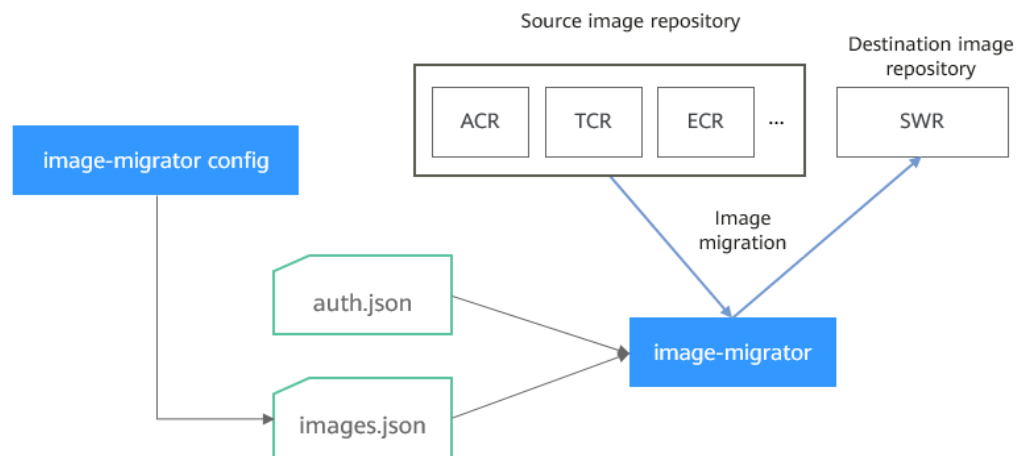 Source image repository
Destination image
repository
ACR
TCR
ECR
...
SWR
image-migrator config
Image
migration
auth.json
image-migrator
images.json